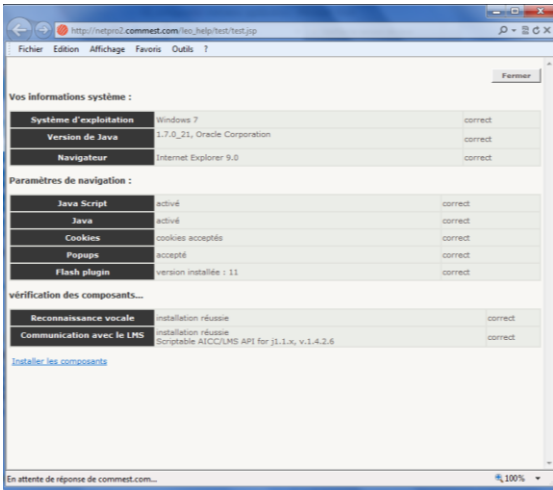 http://netpro2.commest.com/leo_help/test/test.jsp
Fichier Edition Affichage Favoris Outils ?
Fermer
Vos informations système :
Système d'exploitation Windows 7 correct
Version de Java 1.7.0_21, Oracle Corporation correct
Navigateur Internet Explorer 9.0 correct
Paramètres de navigation :
Java Script activé correct
Java activé correct
Cookies cookies acceptés correct
Popups accepté correct
Flash plugin version installée : 11 correct
vérification des composants...
Reconnaissance vocale installation réussie correct
Communication avec le LMS installation réussie correct
Scriptable AICC/LMS API for j1.1.x, v.1.4.2.6
Installer les composants
En attente de réponse de commest.com... 100%